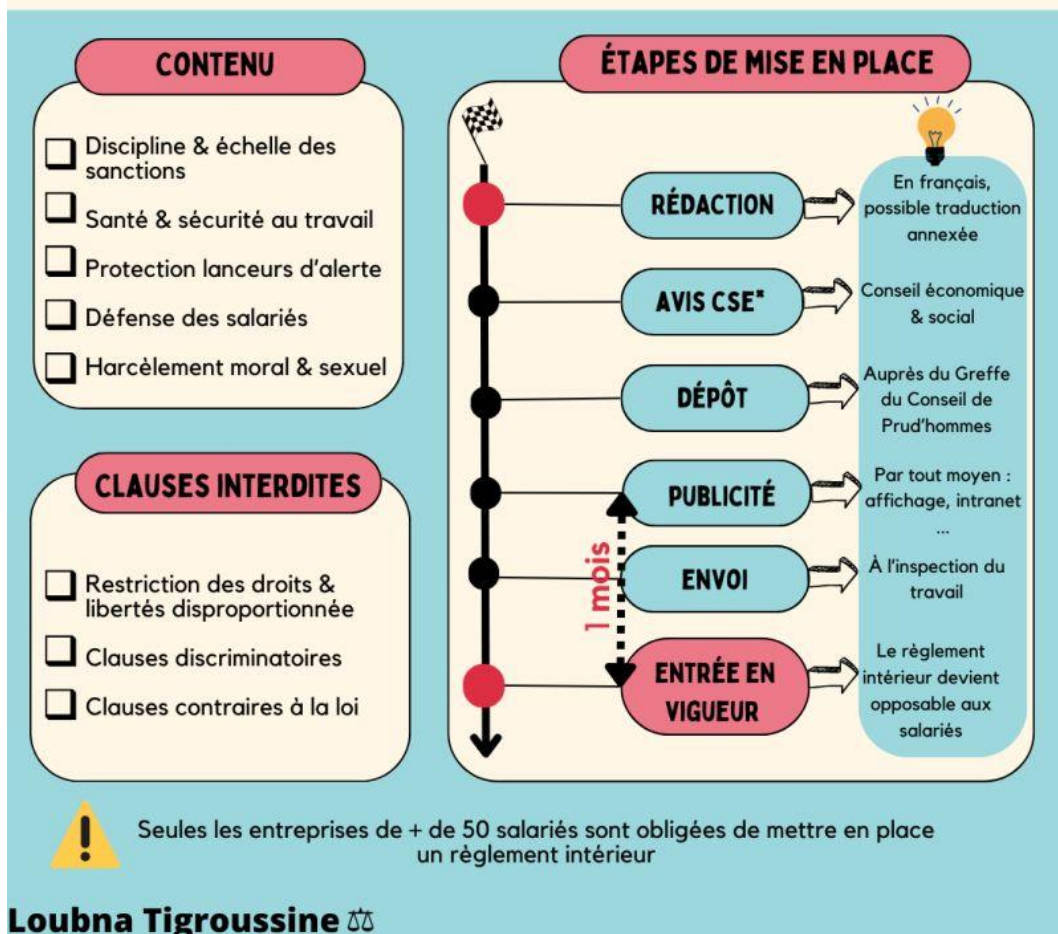 CONTENU
Discipline & échelle des
sanctions
Santé & sécurité au travail
Protection lanceurs d'alerte
Défense des salariés
Harcèlement moral & sexuel
CLAUSES INTERDITES
Restriction des droits &
libertés disproportionnée
Clauses discriminatoires
Clauses contraires à la loi
ÉTAPES DE MISE EN PLACE
RÉDACTION
En français,
possible traduction
annexée
AVIS CSE*
Conseil économique
& social
DÉPÔT
Auprès du Greffe
du Conseil de
Prud'hommes
PUBLICITÉ
Par tout moyen :
affichage, intranet
...
1 mois
ENVOI
À l'inspection du
travail
ENTRÉE EN
VIGUEUR
Le règlement
intérieur devient
opposable aux
salariés
Seules les entreprises de + de 50 salariés sont obligées de mettre en place
un règlement intérieur
Loubna Tigroussine ⚖